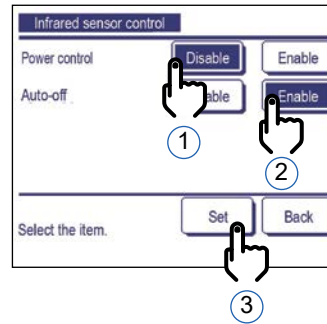 Infrared sensor control
Power control Disable Enable
Auto-off able Enable
1
2
Select the item. Set Back
3